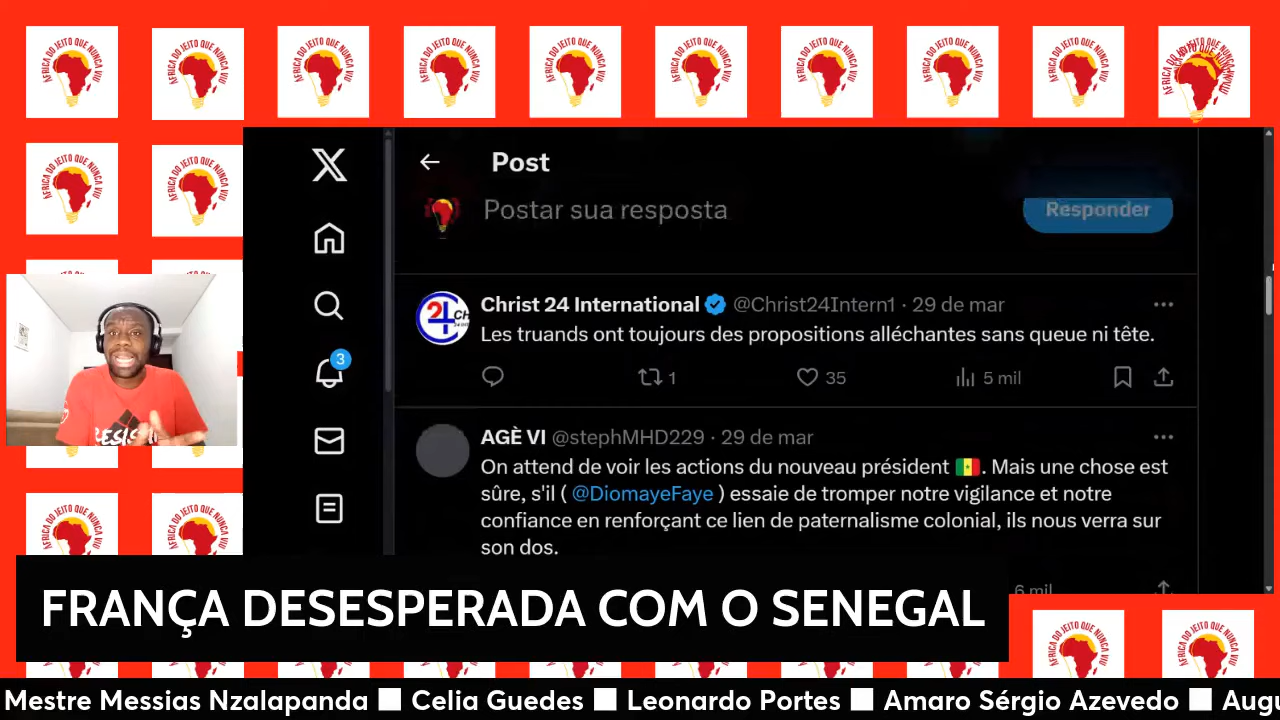 ÁFRICA DO JEITO QUE NUNCA VIU
Post
Postar sua resposta
Responder
Christ 24 International @Christ24Intern1 · 29 de mar
Les truands ont toujours des propositions alléchantes sans queue ni tête.
1 35 5 mil
3
AGÈ VI @stephMHD229 · 29 de mar
On attend de voir les actions du nouveau président 🇸🇳. Mais une chose est
sûre, s'il ( @DiomayeFaye ) essaie de tromper notre vigilance et notre
confiance en renforçant ce lien de paternalisme colonial, ils nous verra sur
son dos.
6 mil
FRANÇA DESESPERADA COM O SENEGAL
Mestre Messias Nzalapanda ■ Celia Guedes ■ Leonardo Portes ■ Amaro Sérgio Azevedo ■ Augu